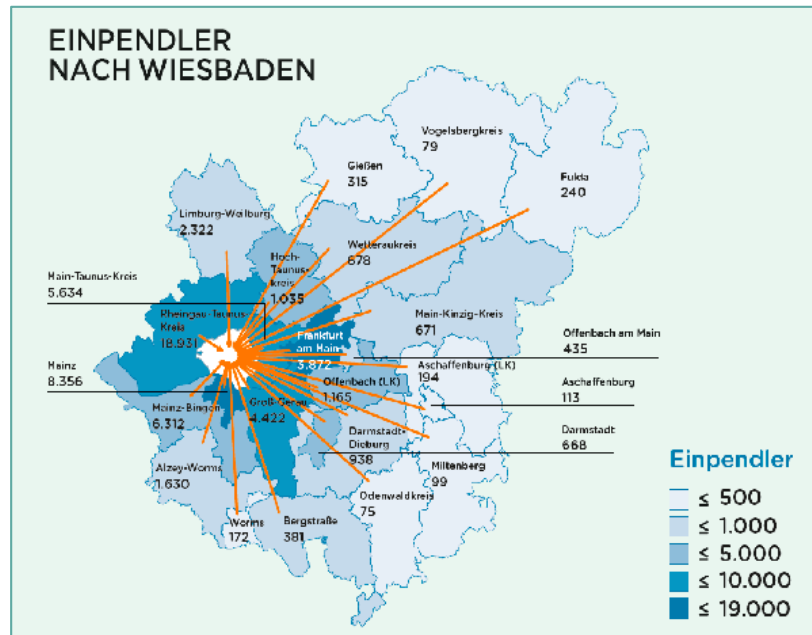 EINPENDLER
NACH WIESBADEN
Vogelsbergkreis
79
Gießen
315
Fulda
240
Limburg-Weilburg
2.322
Wetteraukreis
678
Hoch-
Taunus-
kreis
1.035
Main-Taunus-Kreis
5.634
Rheingau-Taunus-
Kreis
18.931
Main-Kinzig-Kreis
671
Frankfurt
am Main
3.872
Offenbach am Main
435
Aschaffenburg (LK)
194
Mainz
8.356
Offenbach (LK)
1.165
Aschaffenburg
113
Mainz-Bingen
6.312
Groß-Gerau
4.422
Darmstadt-
Dieburg
938
Darmstadt
668
Alzey-Worms
1.630
Miltenberg
99
Odenwaldkreis
75
Worms
172
Bergstraße
381
Einpendler
≤ 500
≤ 1.000
≤ 5.000
≤ 10.000
≤ 19.000